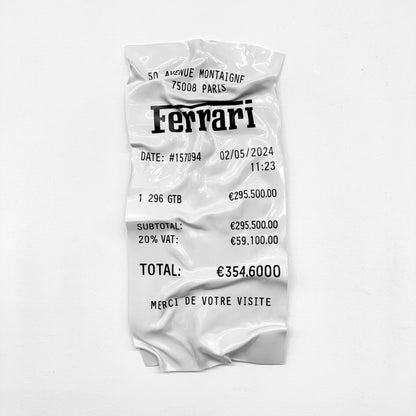 50 AVENUE MONTAIGNE
75008 PARIS
Ferrari
DATE: #157094 02/05/2024
11:23
1 296 GTB €295,500.00
SUBTOTAL: €295,500.00
20% VAT: €59,100.00
TOTAL: €354,6000
MERCI DE VOTRE VISITE